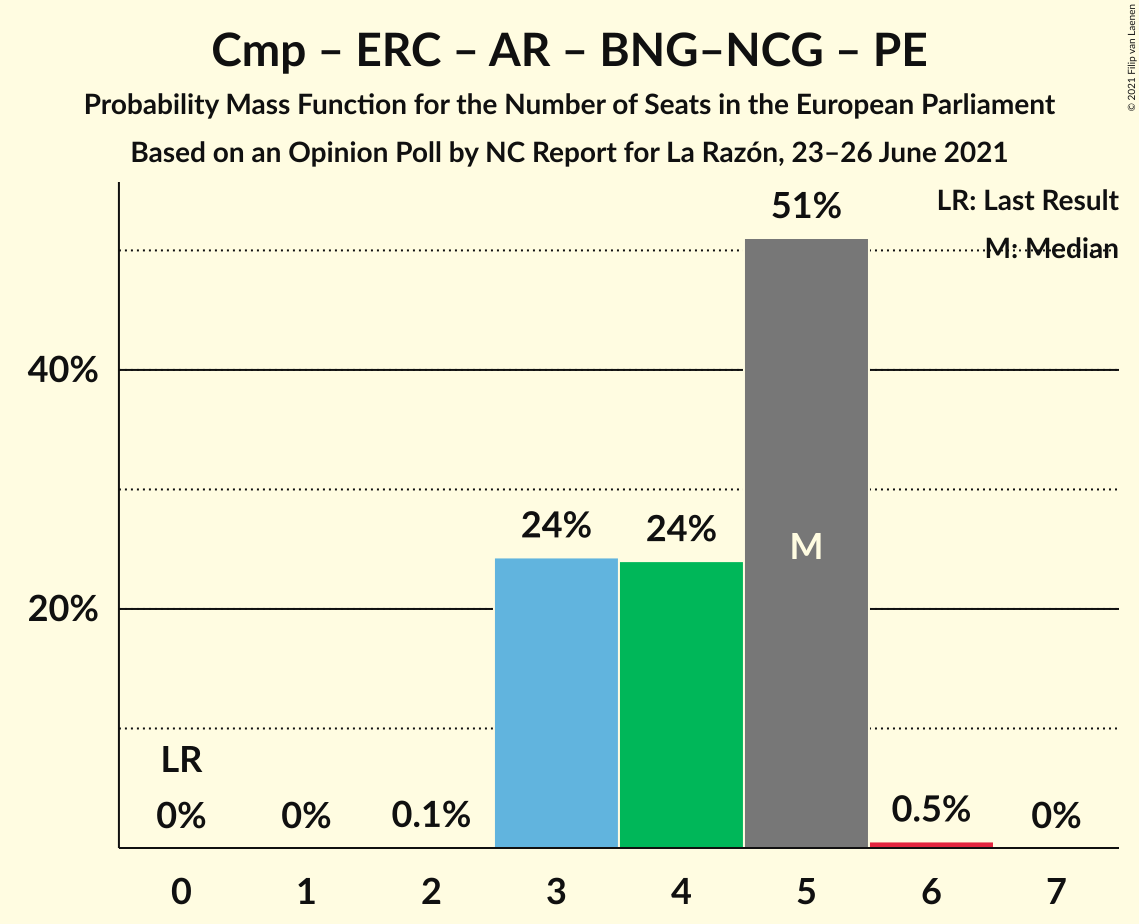 Cmp – ERC – AR – BNG–NCG – PE
Probability Mass Function for the Number of Seats in the European Parliament
Based on an Opinion Poll by NC Report for La Razón, 23–26 June 2021
© 2021 Filip van Laenen
LR: Last Result
M: Median
51%
40%
24%
24%
M
20%
LR
0%
0%
0.1%
0.5%
0%
0 1 2 3 4 5 6 7